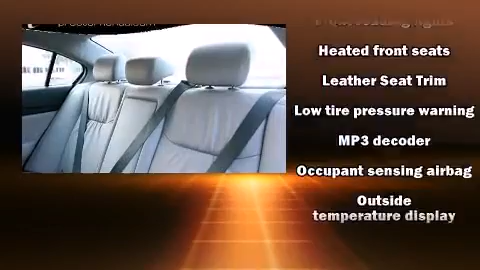 Heated front seats
Leather Seat Trim
Low tire pressure warning
MP3 decoder
Occupant sensing airbag
Outside
temperature display